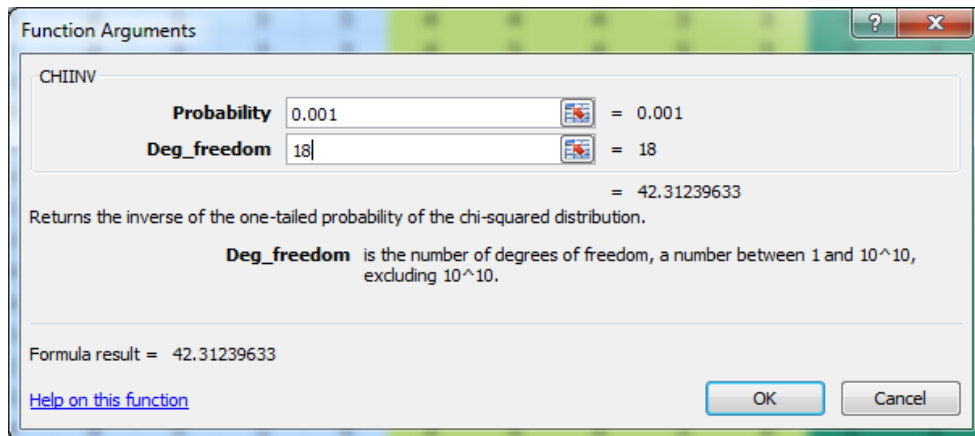 Function Arguments
?
X
CHIINV
Probability 0.001 = 0.001
Deg_freedom 18 = 18
= 42.31239633
Returns the inverse of the one-tailed probability of the chi-squared distribution.
Deg_freedom is the number of degrees of freedom, a number between 1 and 10^10,
excluding 10^10.
Formula result = 42.31239633
Help on this function
OK Cancel